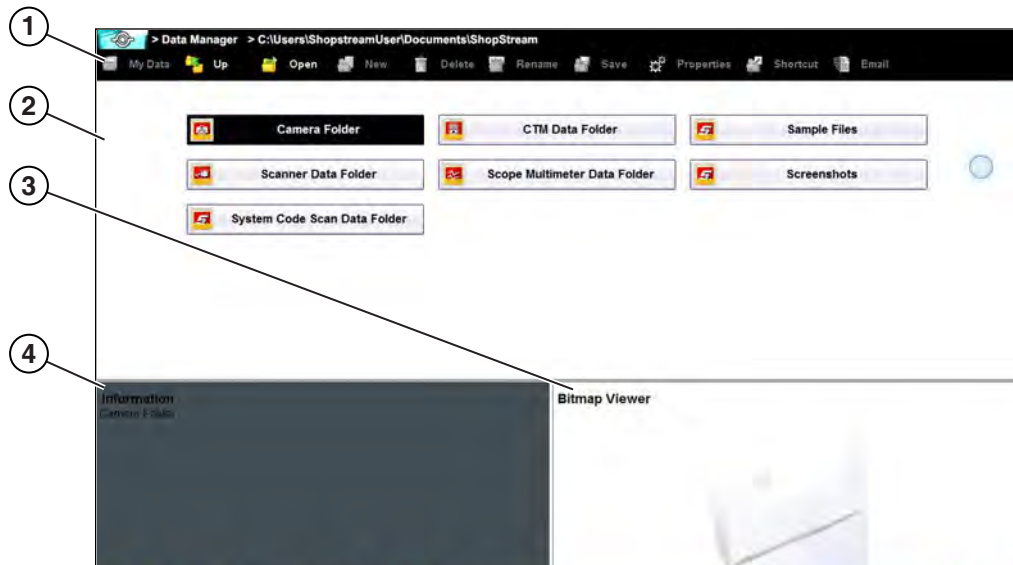 1
> Data Manager > C:\Users\ShopstreamUser\Documents\ShopStream
My Data Up Open New Delete Rename Save Properties Shortcut Email
2
Camera Folder CTM Data Folder Sample Files
3
Scanner Data Folder Scope Multimeter Data Folder Screenshots
System Code Scan Data Folder
4
Information Bitmap Viewer
Camera Folder